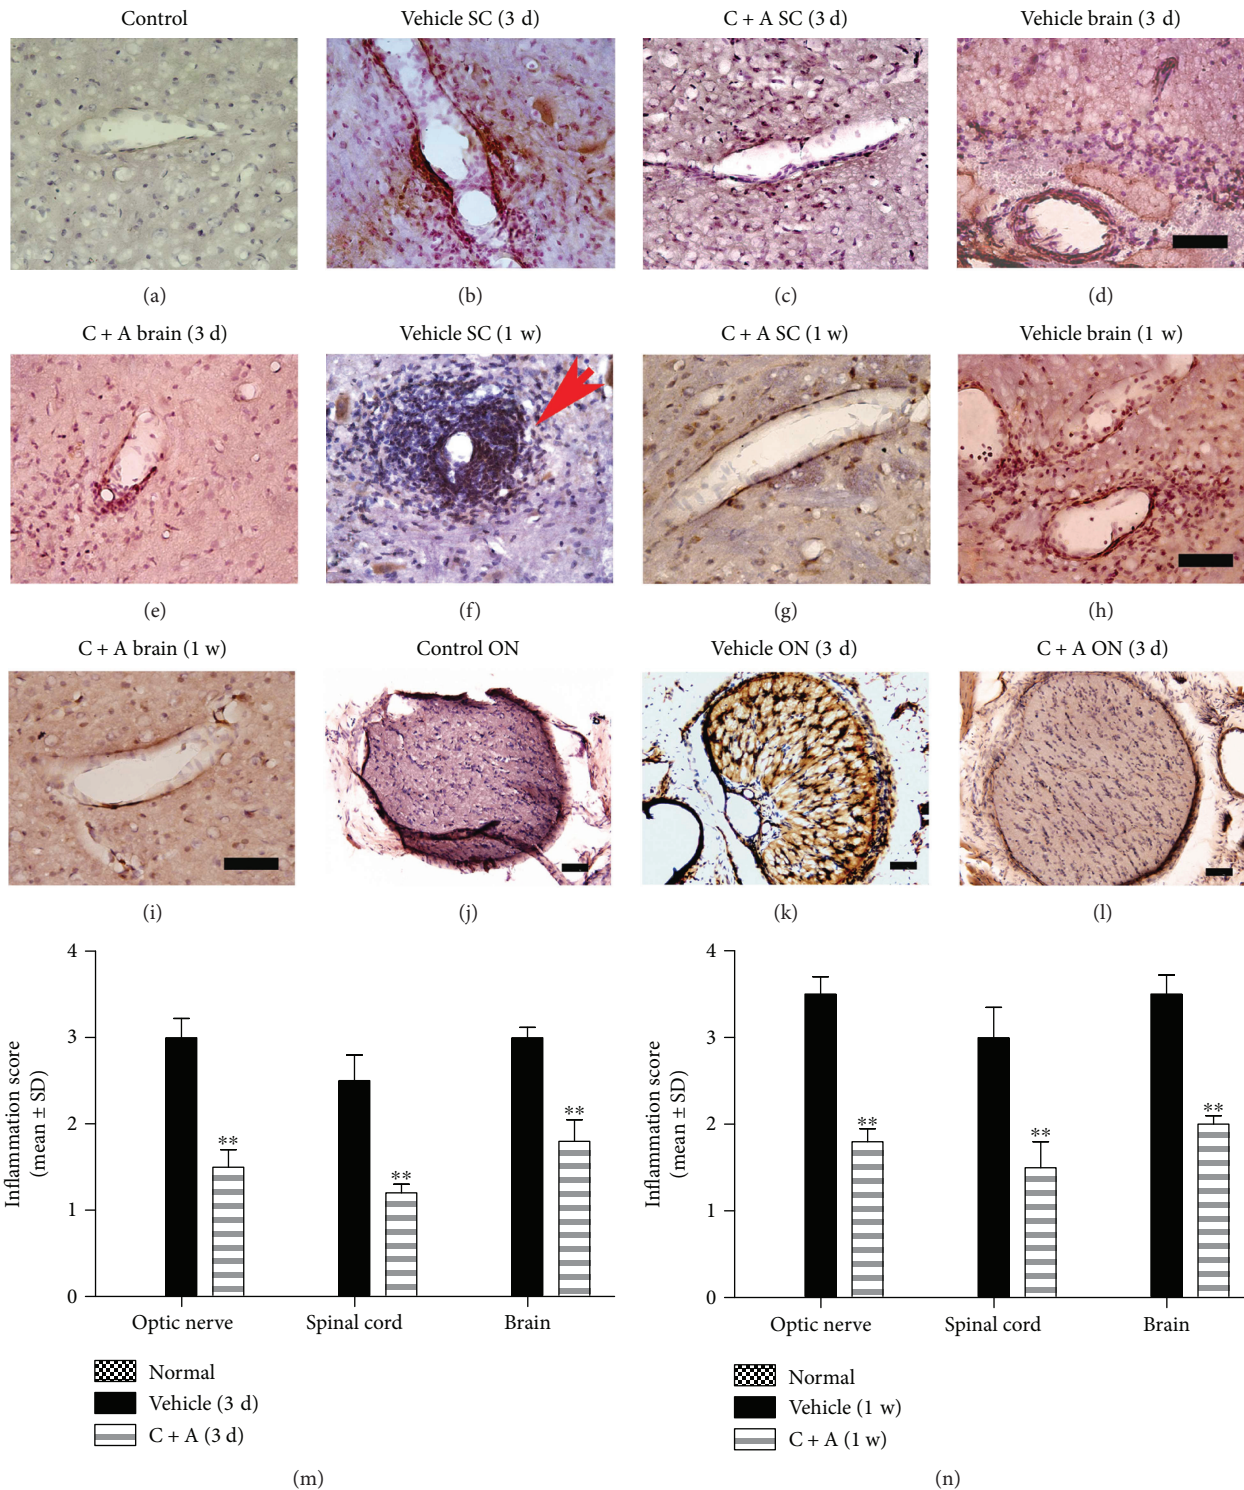 Control
Vehicle SC (3 d)
C + A SC (3 d)
Vehicle brain (3 d)
(a)
(b)
(c)
(d)
C + A brain (3 d)
Vehicle SC (1 w)
C + A SC (1 w)
Vehicle brain (1 w)
(e)
(f)
(g)
(h)
C + A brain (1 w)
Control ON
Vehicle ON (3 d)
C + A ON (3 d)
(i)
(j)
(k)
(l)
Inflammation score
(mean ± SD)
4
3
2
1
0
**
**
**
Optic nerve
Spinal cord
Brain
Normal
Vehicle (3 d)
C + A (3 d)
(m)
Inflammation score
(mean ± SD)
4
3
2
1
0
**
**
**
Optic nerve
Spinal cord
Brain
Normal
Vehicle (1 w)
C + A (1 w)
(n)